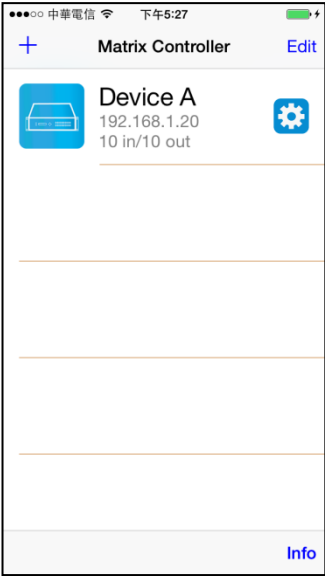 中華電信 下午5:27
+ Matrix Controller Edit
Device A
192.168.1.20
10 in/10 out
Info